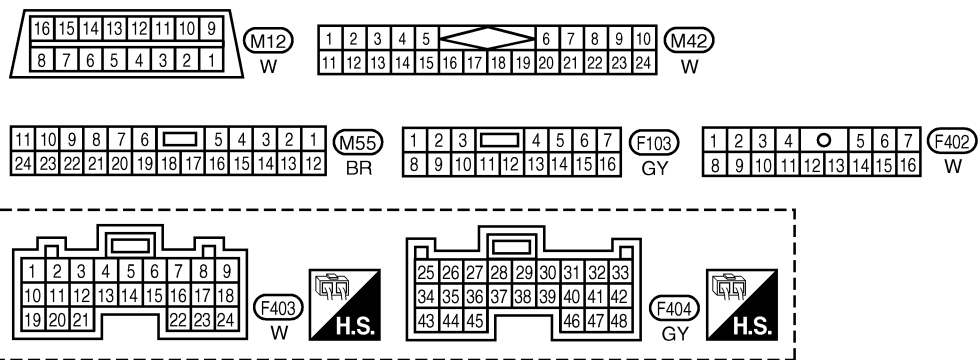 16 15 14 13 12 11 10 9
8 7 6 5 4 3 2 1
M12
W
1 2 3 4 5 6 7 8 9 10
11 12 13 14 15 16 17 18 19 20 21 22 23 24
M42
W
11 10 9 8 7 6 5 4 3 2 1
24 23 22 21 20 19 18 17 16 15 14 13 12
M55
BR
1 2 3 4 5 6 7
8 9 10 11 12 13 14 15 16
F103
GY
1 2 3 4 5 6 7
8 9 10 11 12 13 14 15 16
F402
W
1 2 3 4 5 6 7 8 9
10 11 12 13 14 15 16 17 18
19 20 21 22 23 24
F403
W
H.S.
25 26 27 28 29 30 31 32 33
34 35 36 37 38 39 40 41 42
43 44 45 46 47 48
F404
GY
H.S.